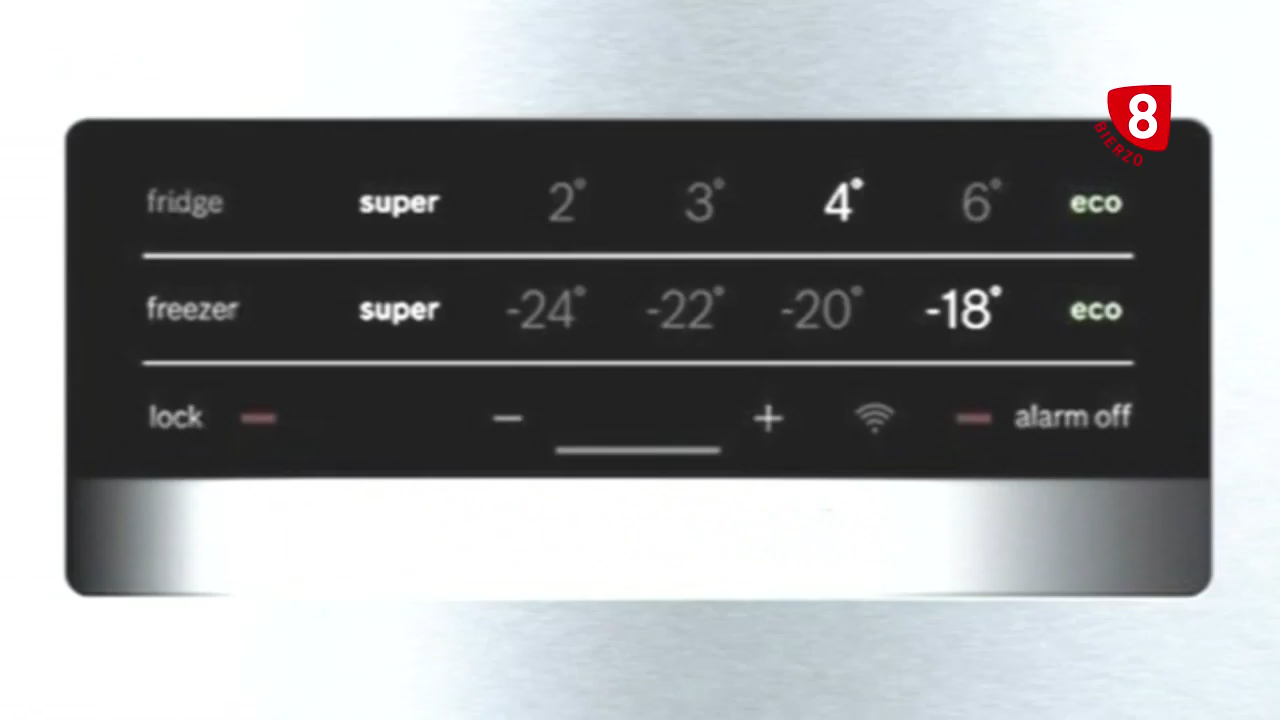 8
BIERZO
fridge super 2° 3° 4° 6° eco
freezer super -24° -22° -20° -18° eco
lock - + alarm off